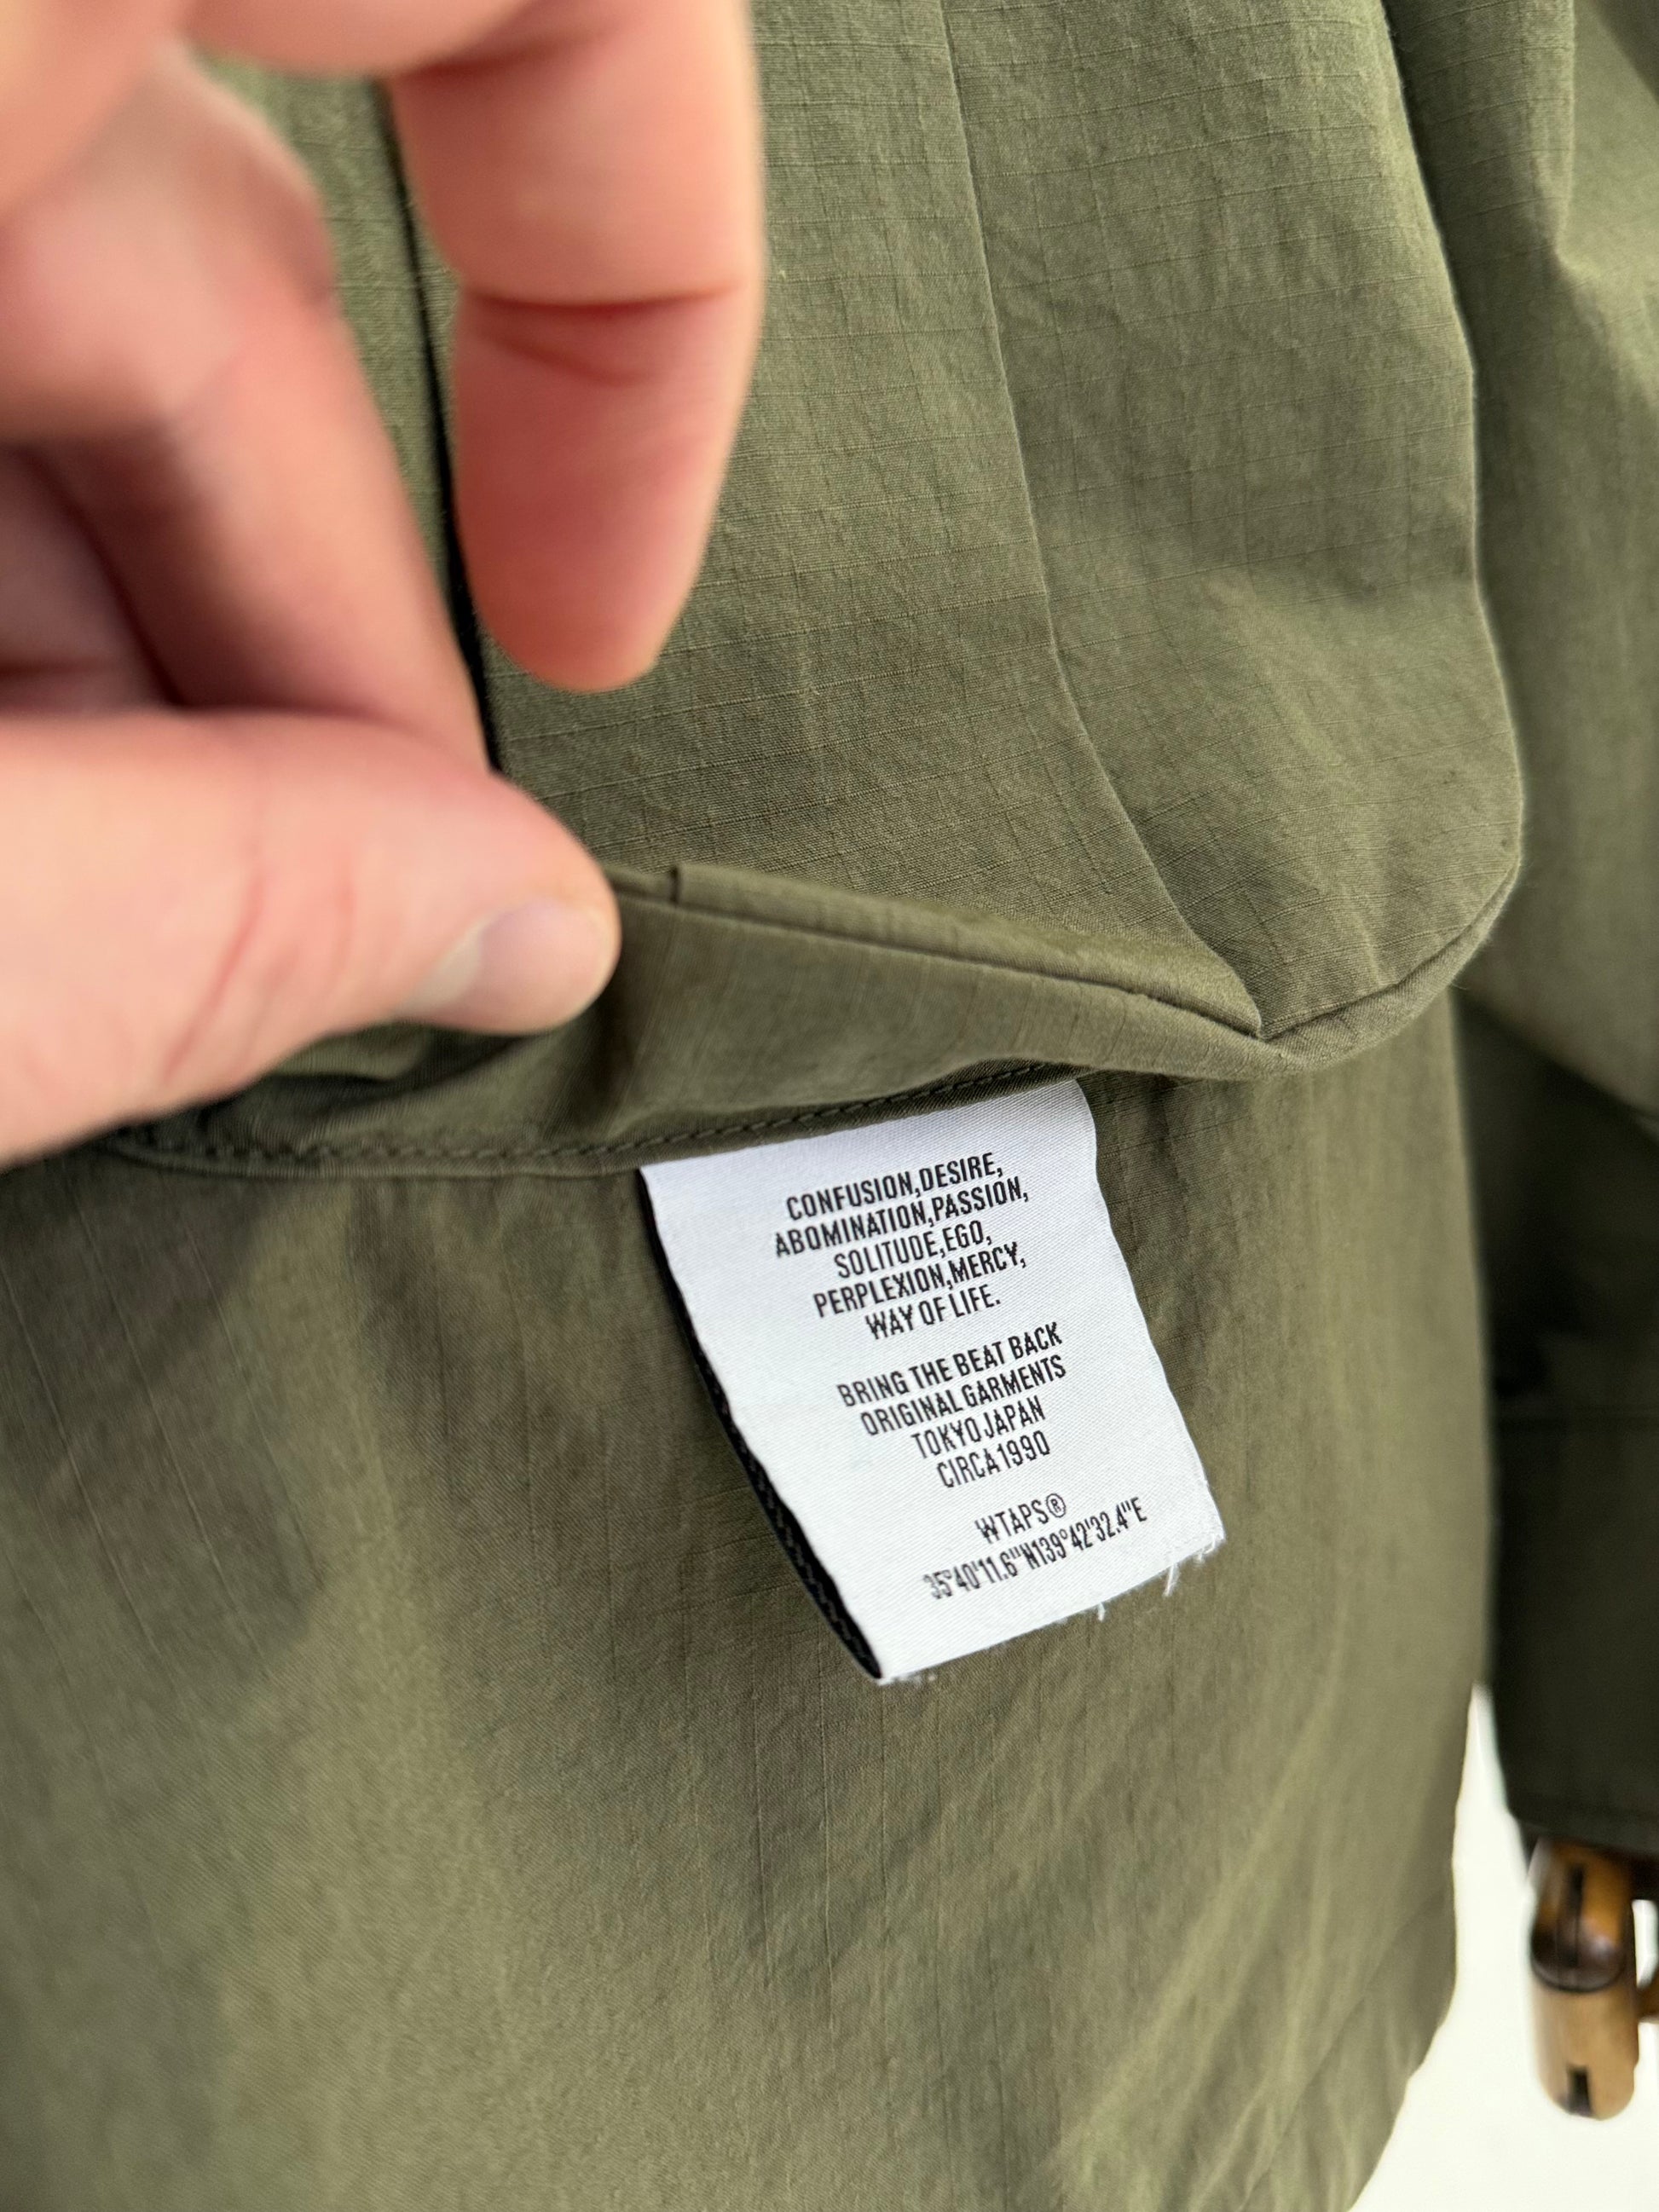 CONFUSION,DESIRE,
ABOMINATION,PASSION,
SOLITUDE,EGO,
PERPLEXION,MERCY,
WAY OF LIFE.
BRING THE BEAT BACK
ORIGINAL GARMENTS
TOKYO JAPAN
CIRCA 1990
WTAPS®
35°40'11.6"N139°42'32.4"E